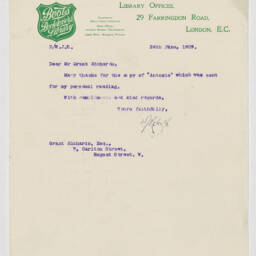 Boots
Booklovers
Library
Library Offices,
29 Farringdon Road,
London, E.C.
24th June, 1909.
Dear Mr Grant Richards,
Many thanks for the copy of "Antonio" which was sent
for my personal reading.
With compliments and kind regards,
Yours faithfully,
Grant Richards, Esq.,
7, Carlton Street,
Regent Street, W.